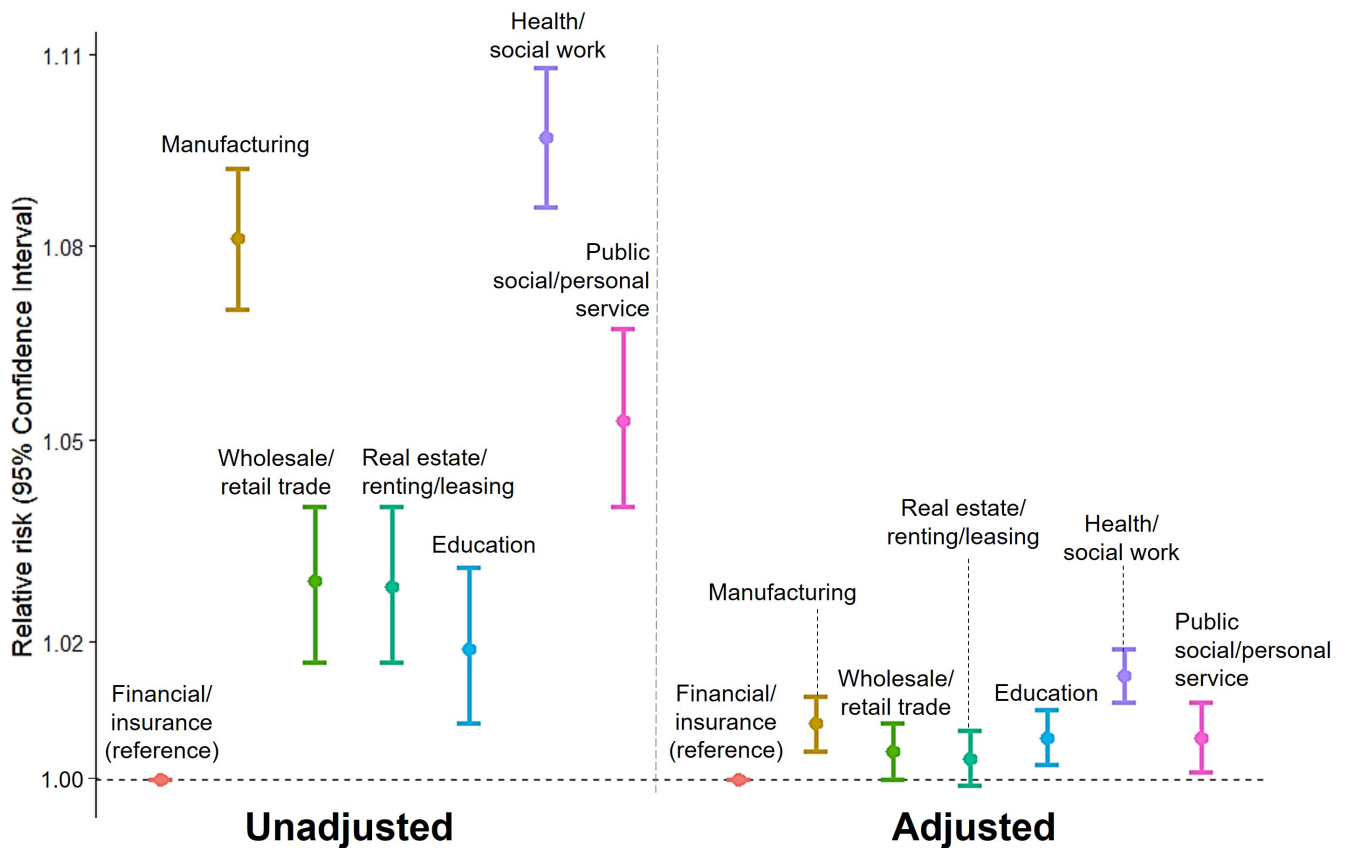 Relative risk (95% Confidence Interval)
1.11
1.08
1.05
1.02
1.00
Financial/
insurance
(reference)
Manufacturing
Wholesale/
retail trade
Real estate/
renting/leasing
Education
Health/
social work
Public
social/personal
service
Unadjusted
Financial/
insurance
(reference)
Manufacturing
Wholesale/
retail trade
Real estate/
renting/leasing
Education
Health/
social work
Public
social/personal
service
Adjusted